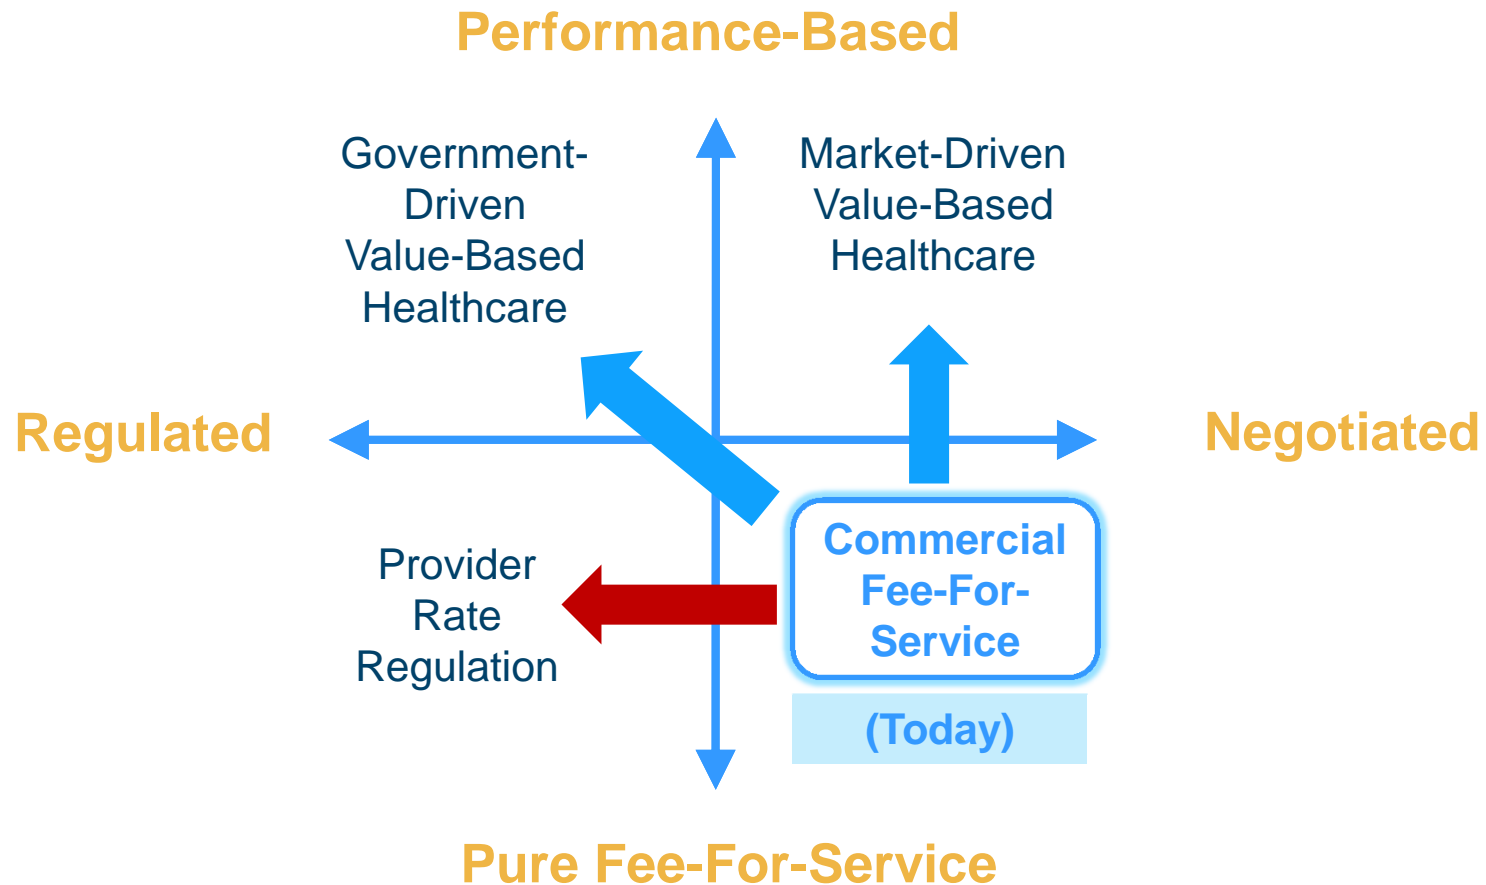 Performance-Based
Government-
Driven
Value-Based
Healthcare
Market-Driven
Value-Based
Healthcare
Regulated
Negotiated
Provider
Rate
Regulation
Commercial
Fee-For-
Service
(Today)
Pure Fee-For-Service